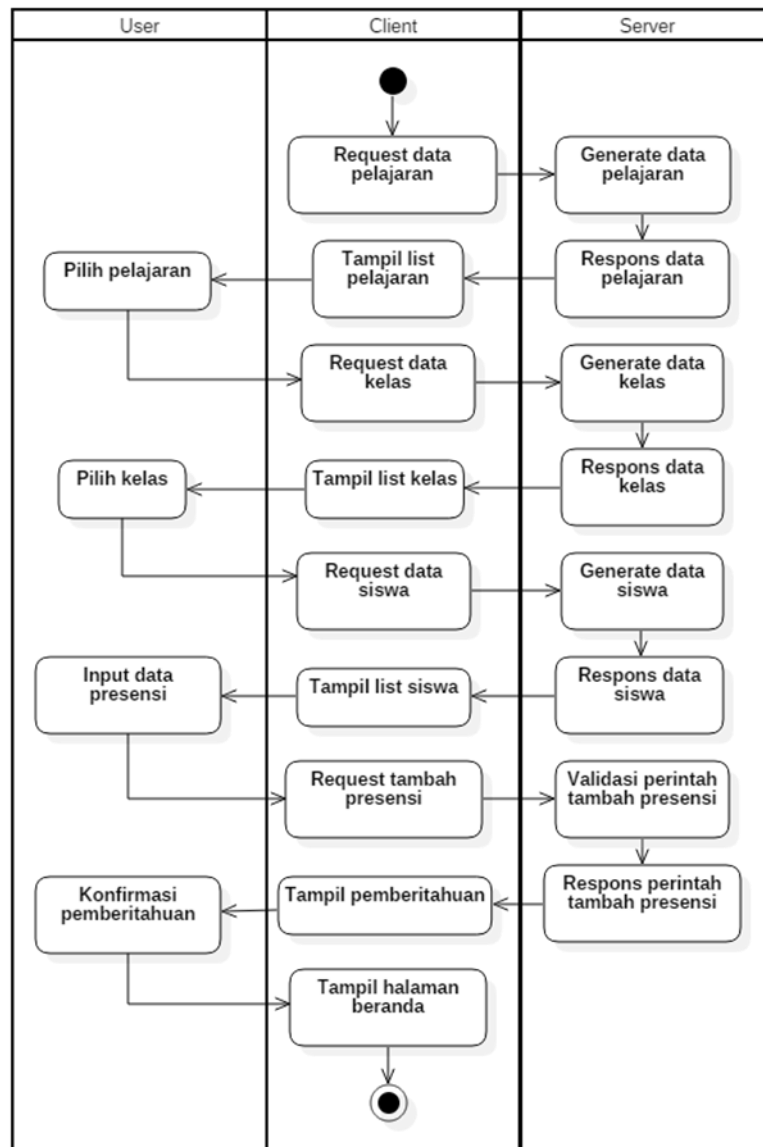 User
Client
Server
Request data
pelajaran
Generate data
pelajaran
Pilih pelajaran
Tampil list
pelajaran
Respons data
pelajaran
Request data
kelas
Generate data
kelas
Pilih kelas
Tampil list kelas
Respons data
kelas
Request data
siswa
Generate data
siswa
Input data
presensi
Tampil list siswa
Respons data
siswa
Request tambah
presensi
Validasi perintah
tambah presensi
Konfirmasi
pemberitahuan
Tampil pemberitahuan
Respons perintah
tambah presensi
Tampil halaman
beranda